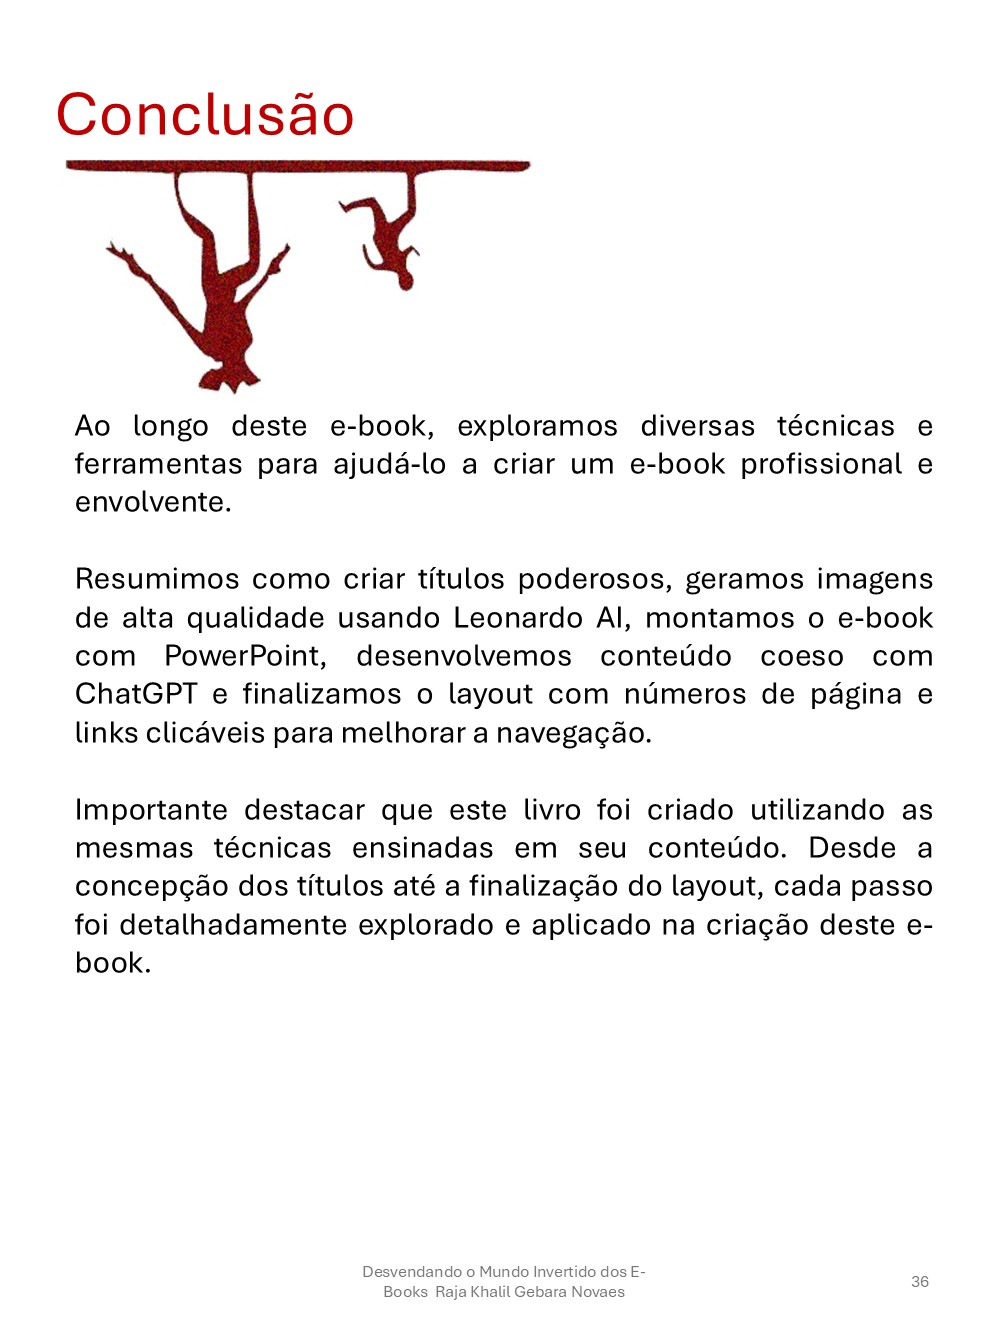 Conclusão
Ao longo deste e-book, exploramos diversas técnicas e
ferramentas para ajudá-lo a criar um e-book profissional e
envolvente.
Resumimos como criar títulos poderosos, geramos imagens
de alta qualidade usando Leonardo AI, montamos o e-book
com PowerPoint, desenvolvemos conteúdo coeso com
ChatGPT e finalizamos o layout com números de página e
links clicáveis para melhorar a navegação.
Importante destacar que este livro foi criado utilizando as
mesmas técnicas ensinadas em seu conteúdo. Desde a
concepção dos títulos até a finalização do layout, cada passo
foi detalhadamente explorado e aplicado na criação deste e-
book.
Desvendando o Mundo Invertido dos E-
Books  Raja Khalil Gebara Novaes
36